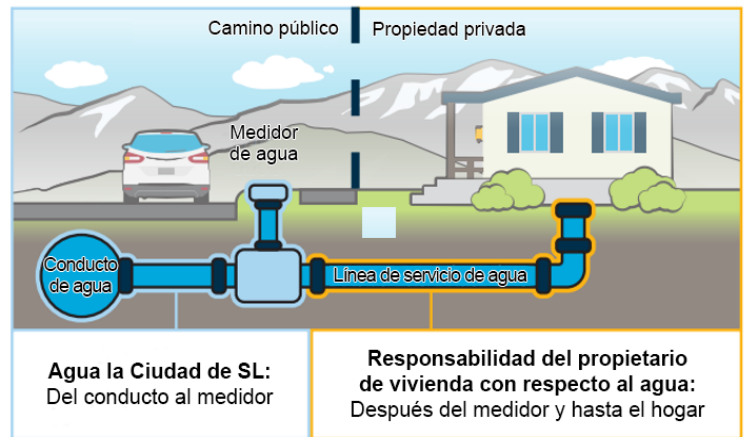 Camino público
Propiedad privada
Medidor
de agua
Conducto
de agua
Línea de servicio de agua
Agua la Ciudad de SL:
Del conducto al medidor
Responsabilidad del propietario
de vivienda con respecto al agua:
Después del medidor y hasta el hogar